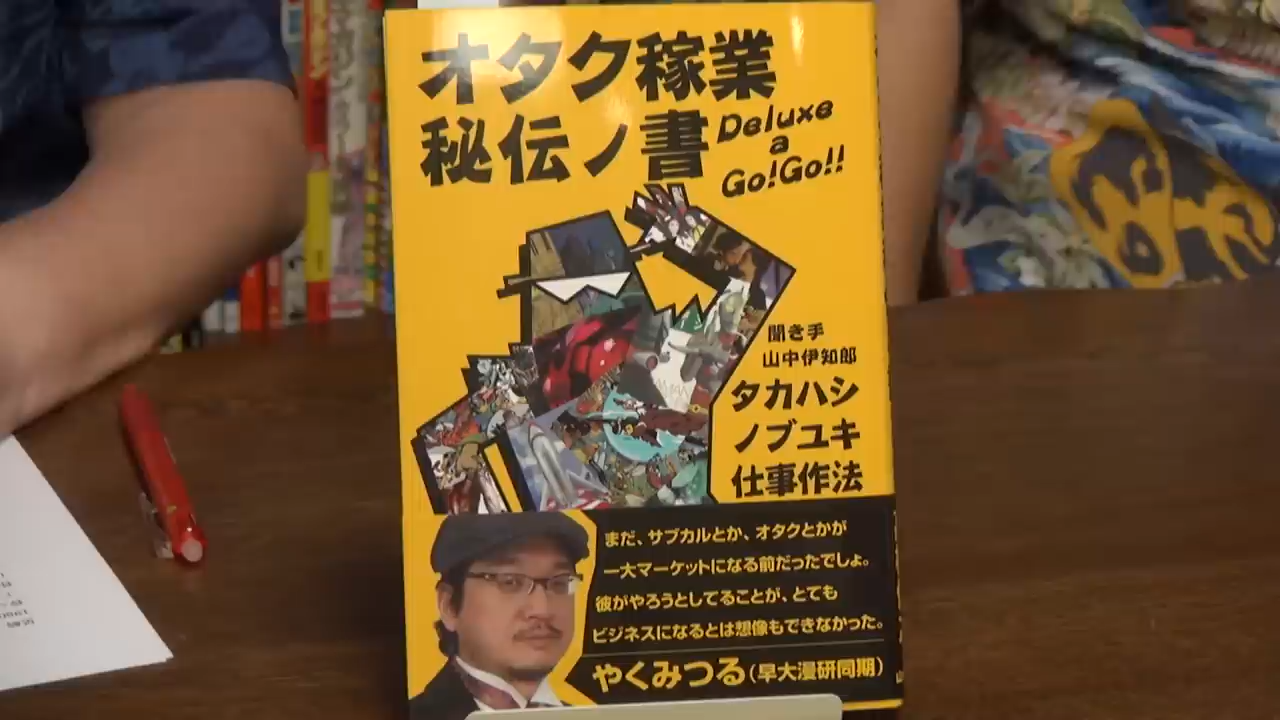 オタク稼業
秘伝ノ書
Deluxe
a
Go!Go!!
聞き手
山中伊知郎
タカハシ
ノブユキ
仕事作法
まだ、サブカルとか、オタクとかが
一大マーケットになる前だったでしょ。
彼がやろうとしてることが、とても
ビジネスになるとは想像もできなかった。
やくみつる(早大漫研同期)